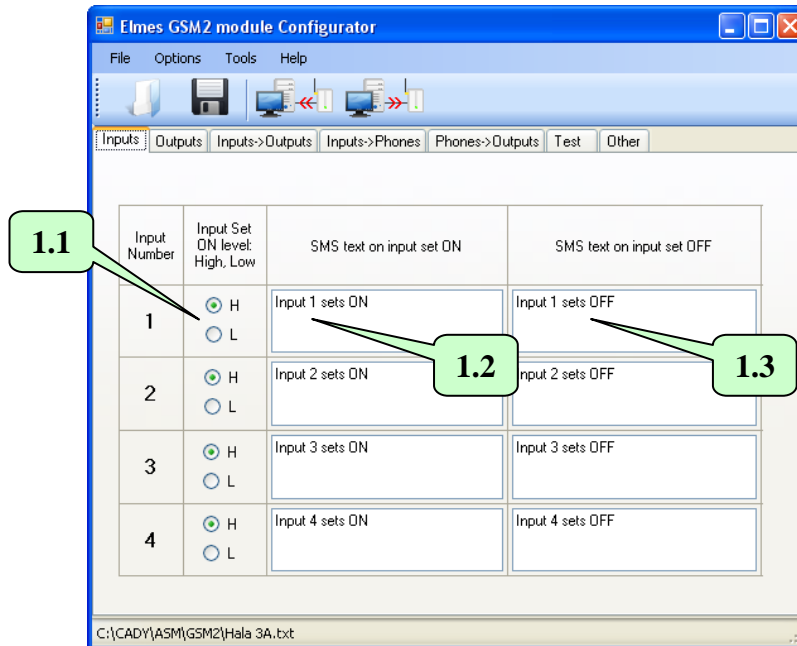 Elmes GSM2 module Configurator
File Options Tools Help
Inputs Outputs Inputs->Outputs Inputs->Phones Phones->Outputs Test Other
Input Number
Input Set ON level: High, Low
SMS text on input set ON
SMS text on input set OFF
1.1
1
H
L
Input 1 sets ON
Input 1 sets OFF
1.2
1.3
2
H
L
Input 2 sets ON
nput 2 sets OFF
3
H
L
Input 3 sets ON
Input 3 sets OFF
4
H
L
Input 4 sets ON
Input 4 sets OFF
C:\CADY\ASM\GSM2\Hala 3A.txt